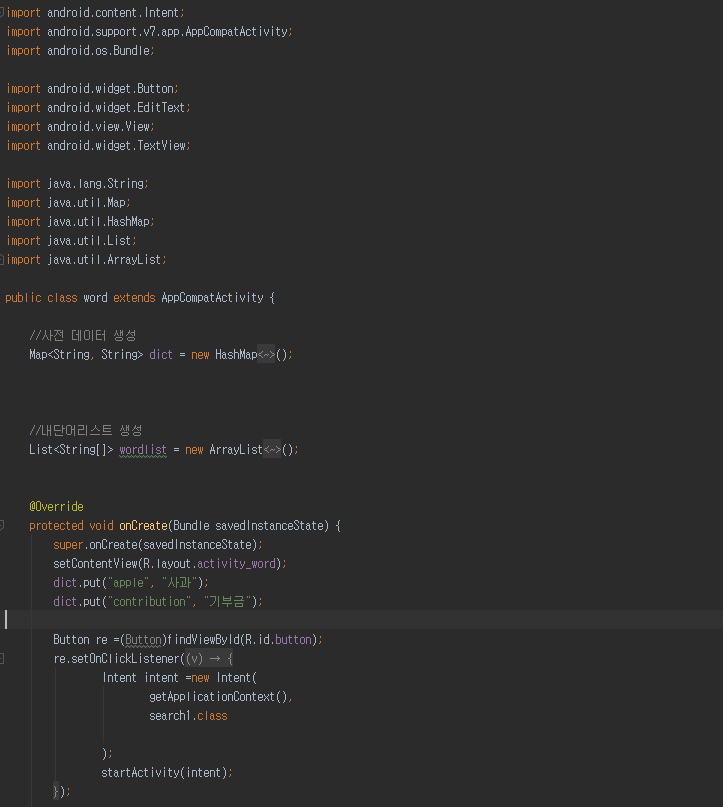 import android.content.Intent;
import android.support.v7.app.AppCompatActivity;
import android.os.Bundle;
import android.widget.Button;
import android.widget.EditText;
import android.view.View;
import android.widget.TextView;
import java.lang.String;
import java.util.Map;
import java.util.HashMap;
import java.util.List;
import java.util.ArrayList;
public class word extends AppCompatActivity {
//사전 데이터 생성
Map<String, String> dict = new HashMap<~>();
//내단어리스트 생성
List<String[]> wordlist = new ArrayList<~>();
@Override
protected void onCreate(Bundle savedInstanceState) {
super.onCreate(savedInstanceState);
setContentView(R.layout.activity_word);
dict.put("apple", "사과");
dict.put("contribution", "기부금");
Button re =(Button)findViewById(R.id.button);
re.setOnClickListener((v) → {
Intent intent =new Intent(
getApplicationContext(),
search1.class
);
startActivity(intent);
});